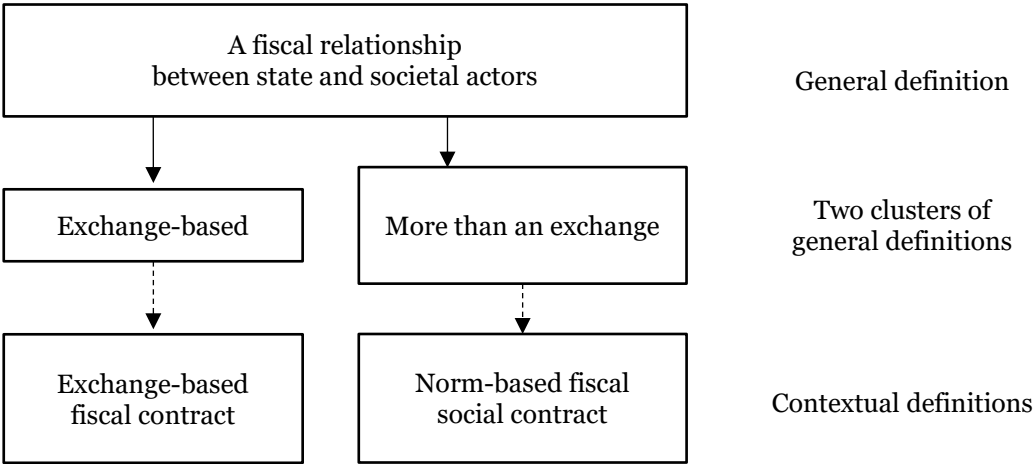 A fiscal relationship
between state and societal actors
General definition
Exchange-based
More than an exchange
Two clusters of
general definitions
Exchange-based
fiscal contract
Norm-based fiscal
social contract
Contextual definitions